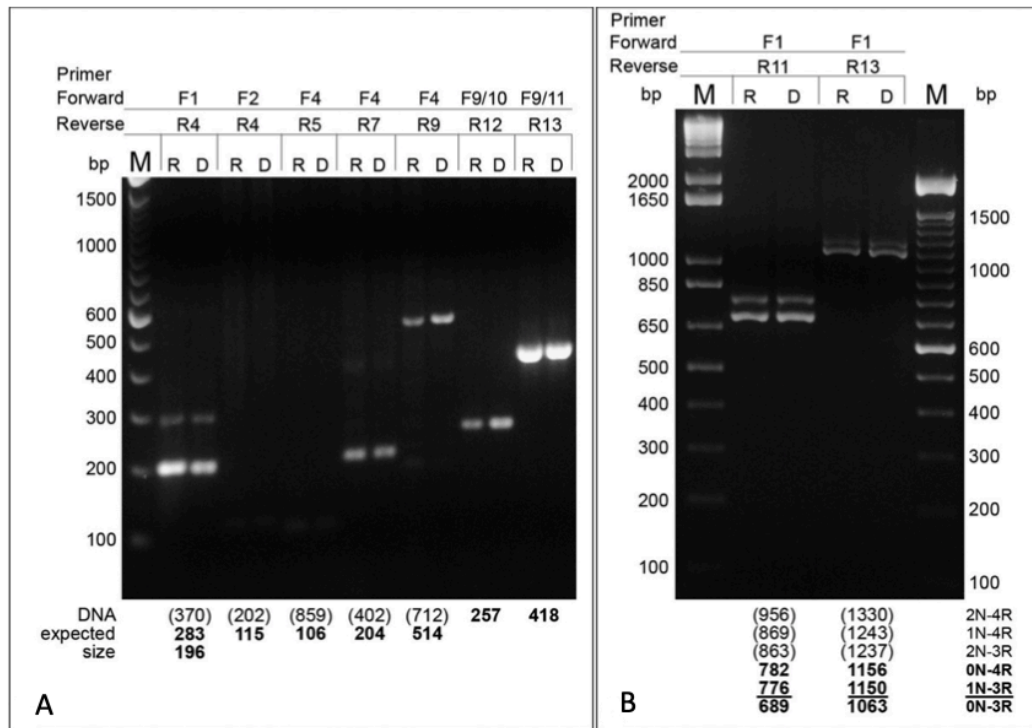 Primer
Forward F1 F2 F4 F4 F4 F9/10 F9/11
Reverse R4 R4 R5 R7 R9 R12 R13
bp M R D R D R D R D R D R D R D
1500
1000
600
500
400
300
200
100
DNA (370) (202) (859) (402) (712) 257 418
expected 283 115 106 204 514
size 196
A
Primer
Forward F1 F1
Reverse R11 R13
bp M R D R D M bp
2000
1650 1500
1000 1000
850
650 600
500 500
400 400
300 300
200 200
100 100
(956) (1330) 2N-4R
(869) (1243) 1N-4R
(863) (1237) 2N-3R
782 1156 0N-4R
776 1150 1N-3R
689 1063 0N-3R
B